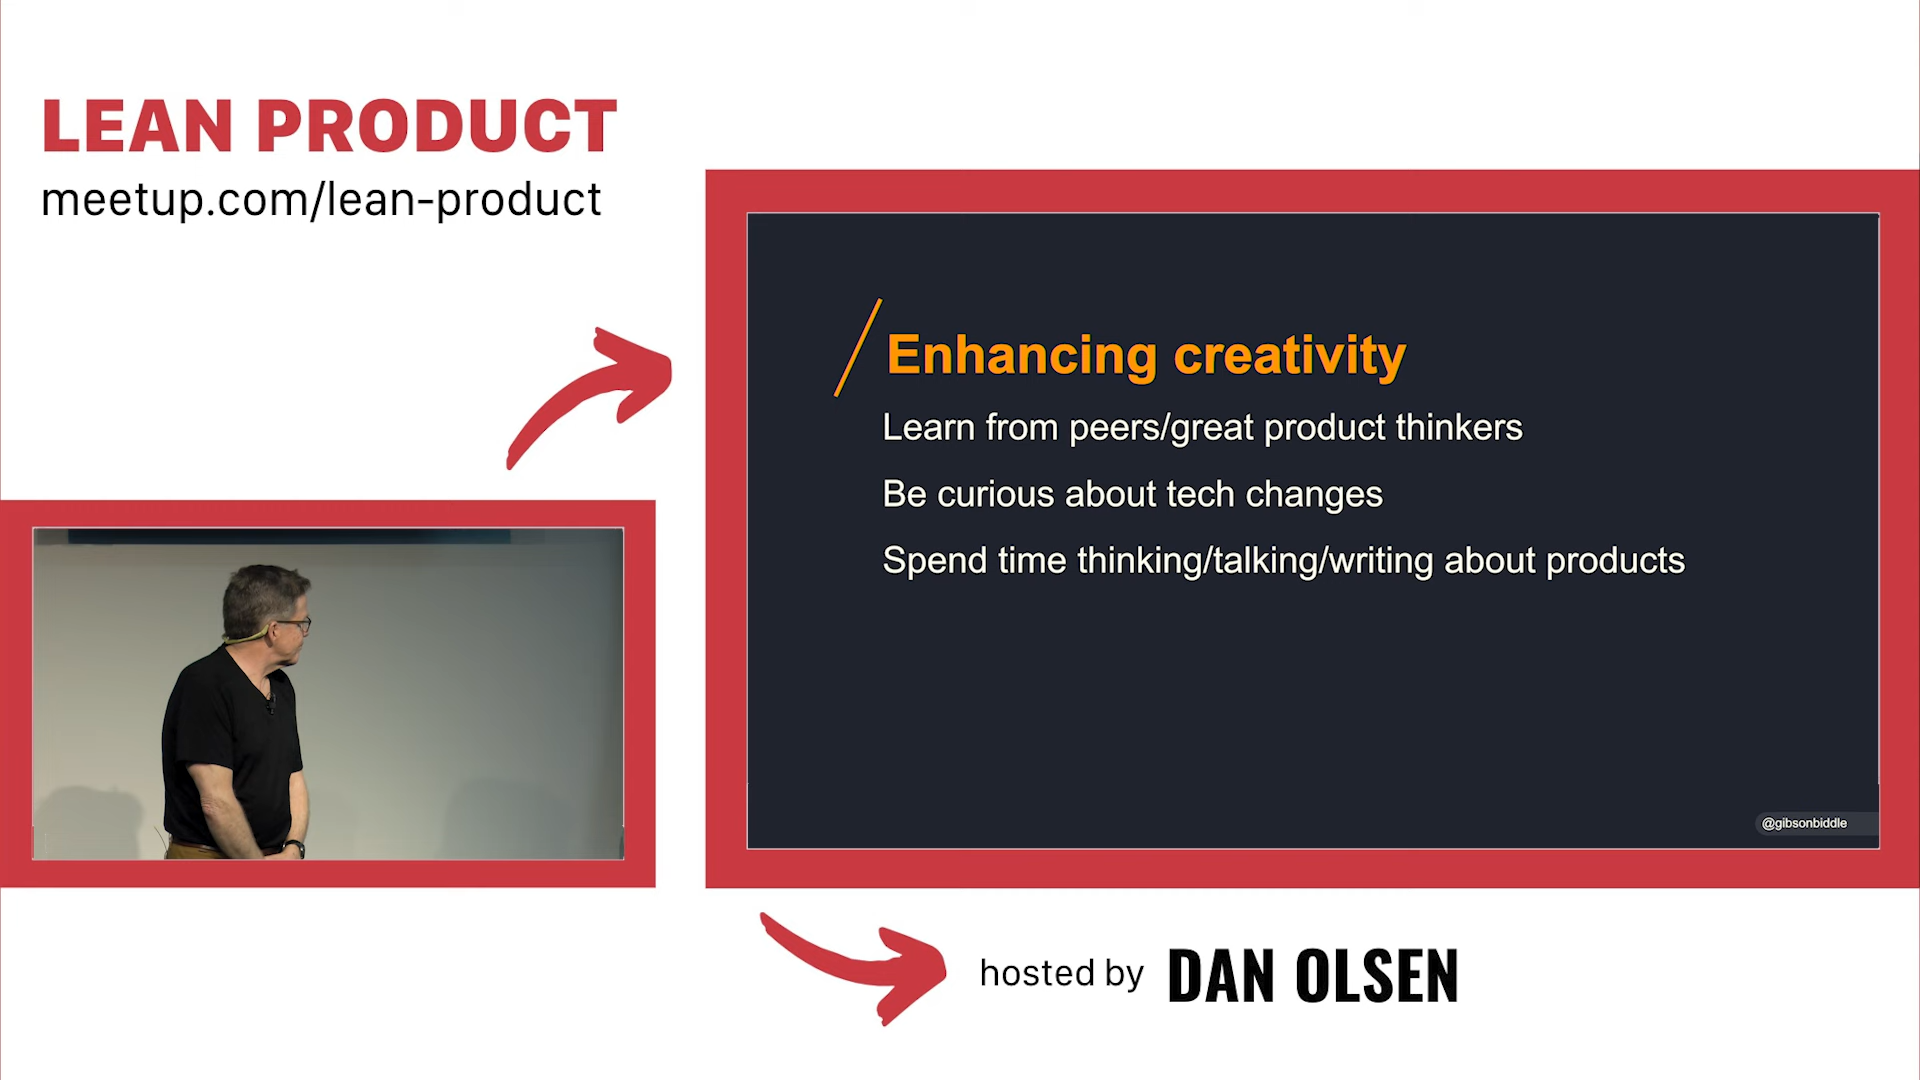 LEAN PRODUCT
meetup.com/lean-product
Enhancing creativity
Learn from peers/great product thinkers
Be curious about tech changes
Spend time thinking/talking/writing about products
@gibsonbiddle
hosted by DAN OLSEN